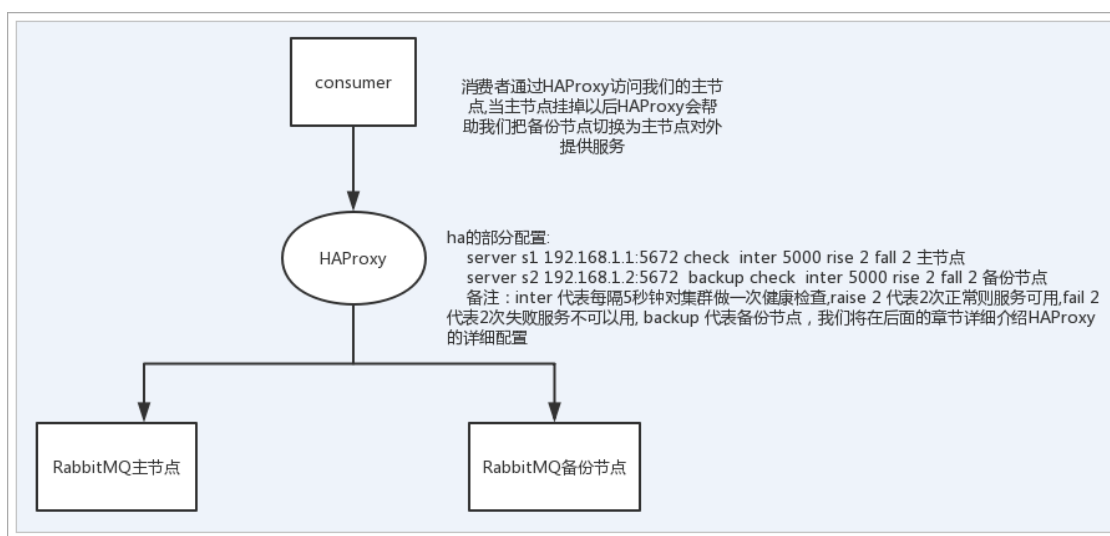 consumer
消费者通过HAProxy访问我们的主节
点,当主节点挂掉以后HAProxy会帮
助我们把备份节点切换为主节点对外
提供服务
HAProxy
ha的部分配置:
server s1 192.168.1.1:5672 check inter 5000 rise 2 fall 2 主节点
server s2 192.168.1.2:5672 backup check inter 5000 rise 2 fall 2 备份节点
备注：inter 代表每隔5秒钟对集群做一次健康检查,raise 2 代表2次正常则服务可用,fail 2
代表2次失败服务不可以用, backup 代表备份节点，我们将在后面的章节详细介绍HAProxy
的详细配置
RabbitMQ主节点
RabbitMQ备份节点